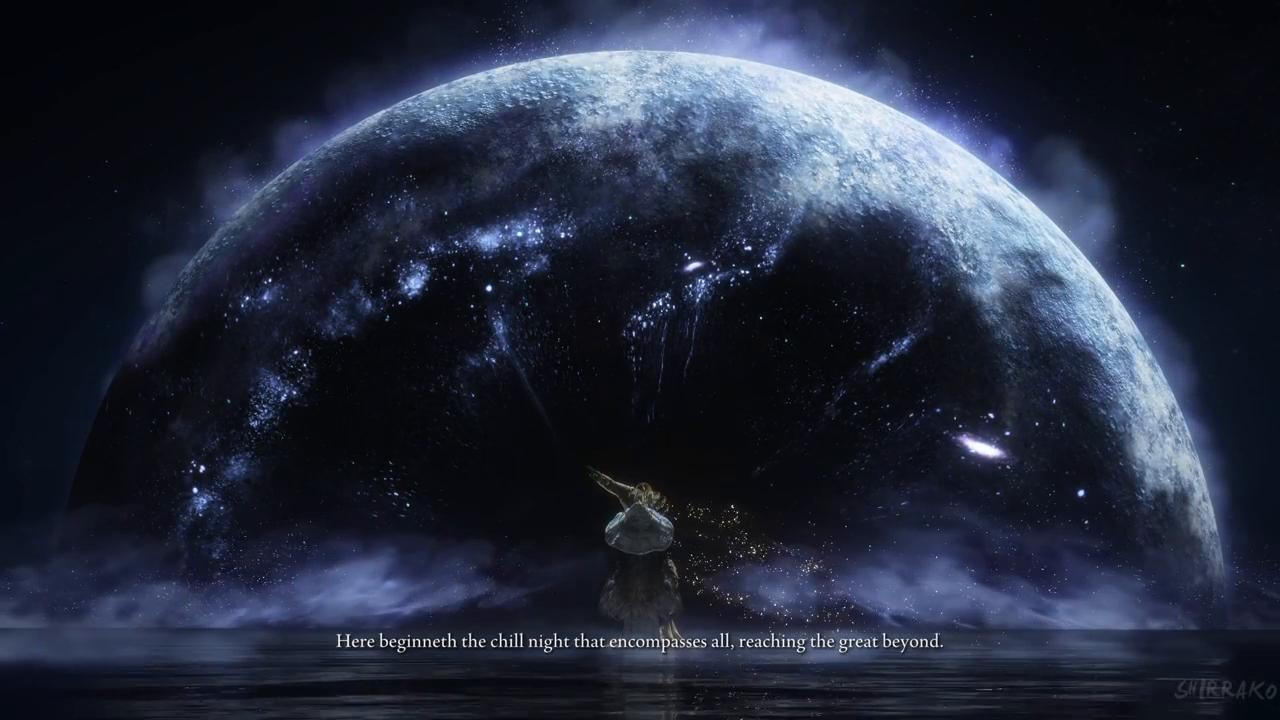 Here beginneth the chill night that encompasses all, reaching the great beyond.
SHIRRAKO